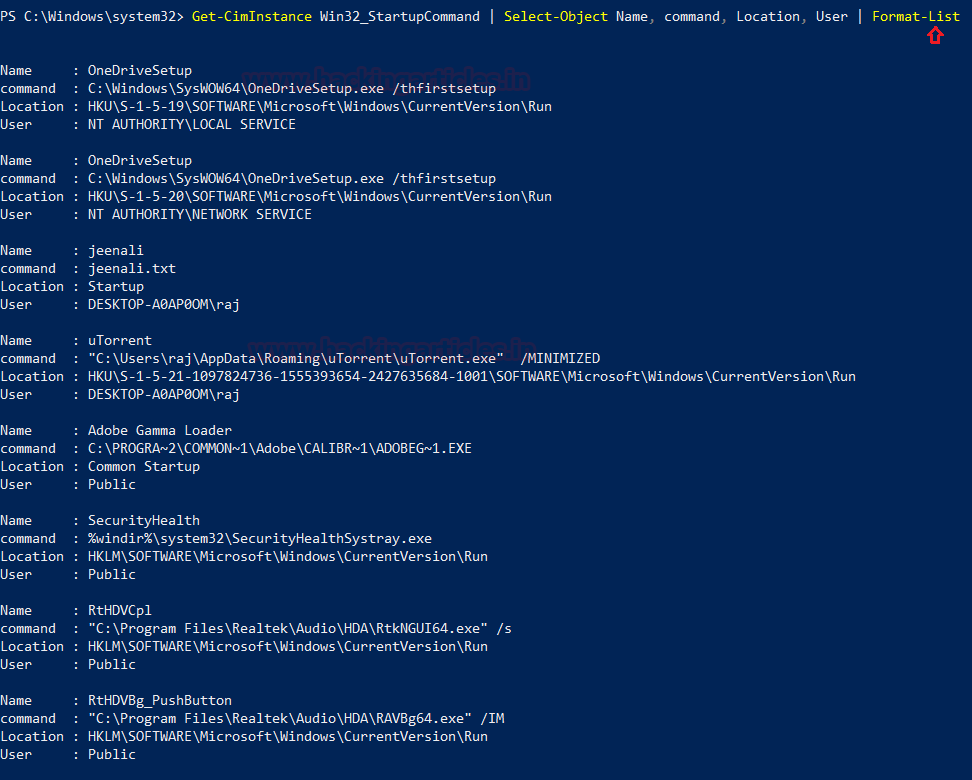 PS C:\Windows\system32> Get-CimInstance Win32_StartupCommand | Select-Object Name, command, Location, User | Format-List
Name     : OneDriveSetup
www.hackingarticles.in
command  : C:\Windows\SysWOW64\OneDriveSetup.exe /thfirstsetup
Location : HKU\S-1-5-19\SOFTWARE\Microsoft\Windows\CurrentVersion\Run
User     : NT AUTHORITY\LOCAL SERVICE
Name     : OneDriveSetup
command  : C:\Windows\SysWOW64\OneDriveSetup.exe /thfirstsetup
Location : HKU\S-1-5-20\SOFTWARE\Microsoft\Windows\CurrentVersion\Run
User     : NT AUTHORITY\NETWORK SERVICE
Name     : jeenali
command  : jeenali.txt
Location : Startup
User     : DESKTOP-A0AP0OM\raj
Name     : uTorrent
www.hackingarticles.in
command  : "C:\Users\raj\AppData\Roaming\uTorrent\uTorrent.exe"  /MINIMIZED
Location : HKU\S-1-5-21-1097824736-1555393654-2427635684-1001\SOFTWARE\Microsoft\Windows\CurrentVersion\Run
User     : DESKTOP-A0AP0OM\raj
Name     : Adobe Gamma Loader
command  : C:\PROGRA~2\COMMON~1\Adobe\CALIBR~1\ADOBEG~1.EXE
Location : Common Startup
User     : Public
Name     : SecurityHealth
command  : %windir%\system32\SecurityHealthSystray.exe
Location : HKLM\SOFTWARE\Microsoft\Windows\CurrentVersion\Run
User     : Public
Name     : RtHDVCpl
command  : "C:\Program Files\Realtek\Audio\HDA\RtkNGUI64.exe" /s
Location : HKLM\SOFTWARE\Microsoft\Windows\CurrentVersion\Run
User     : Public
Name     : RtHDVBg_PushButton
command  : "C:\Program Files\Realtek\Audio\HDA\RAVBg64.exe" /IM
Location : HKLM\SOFTWARE\Microsoft\Windows\CurrentVersion\Run
User     : Public